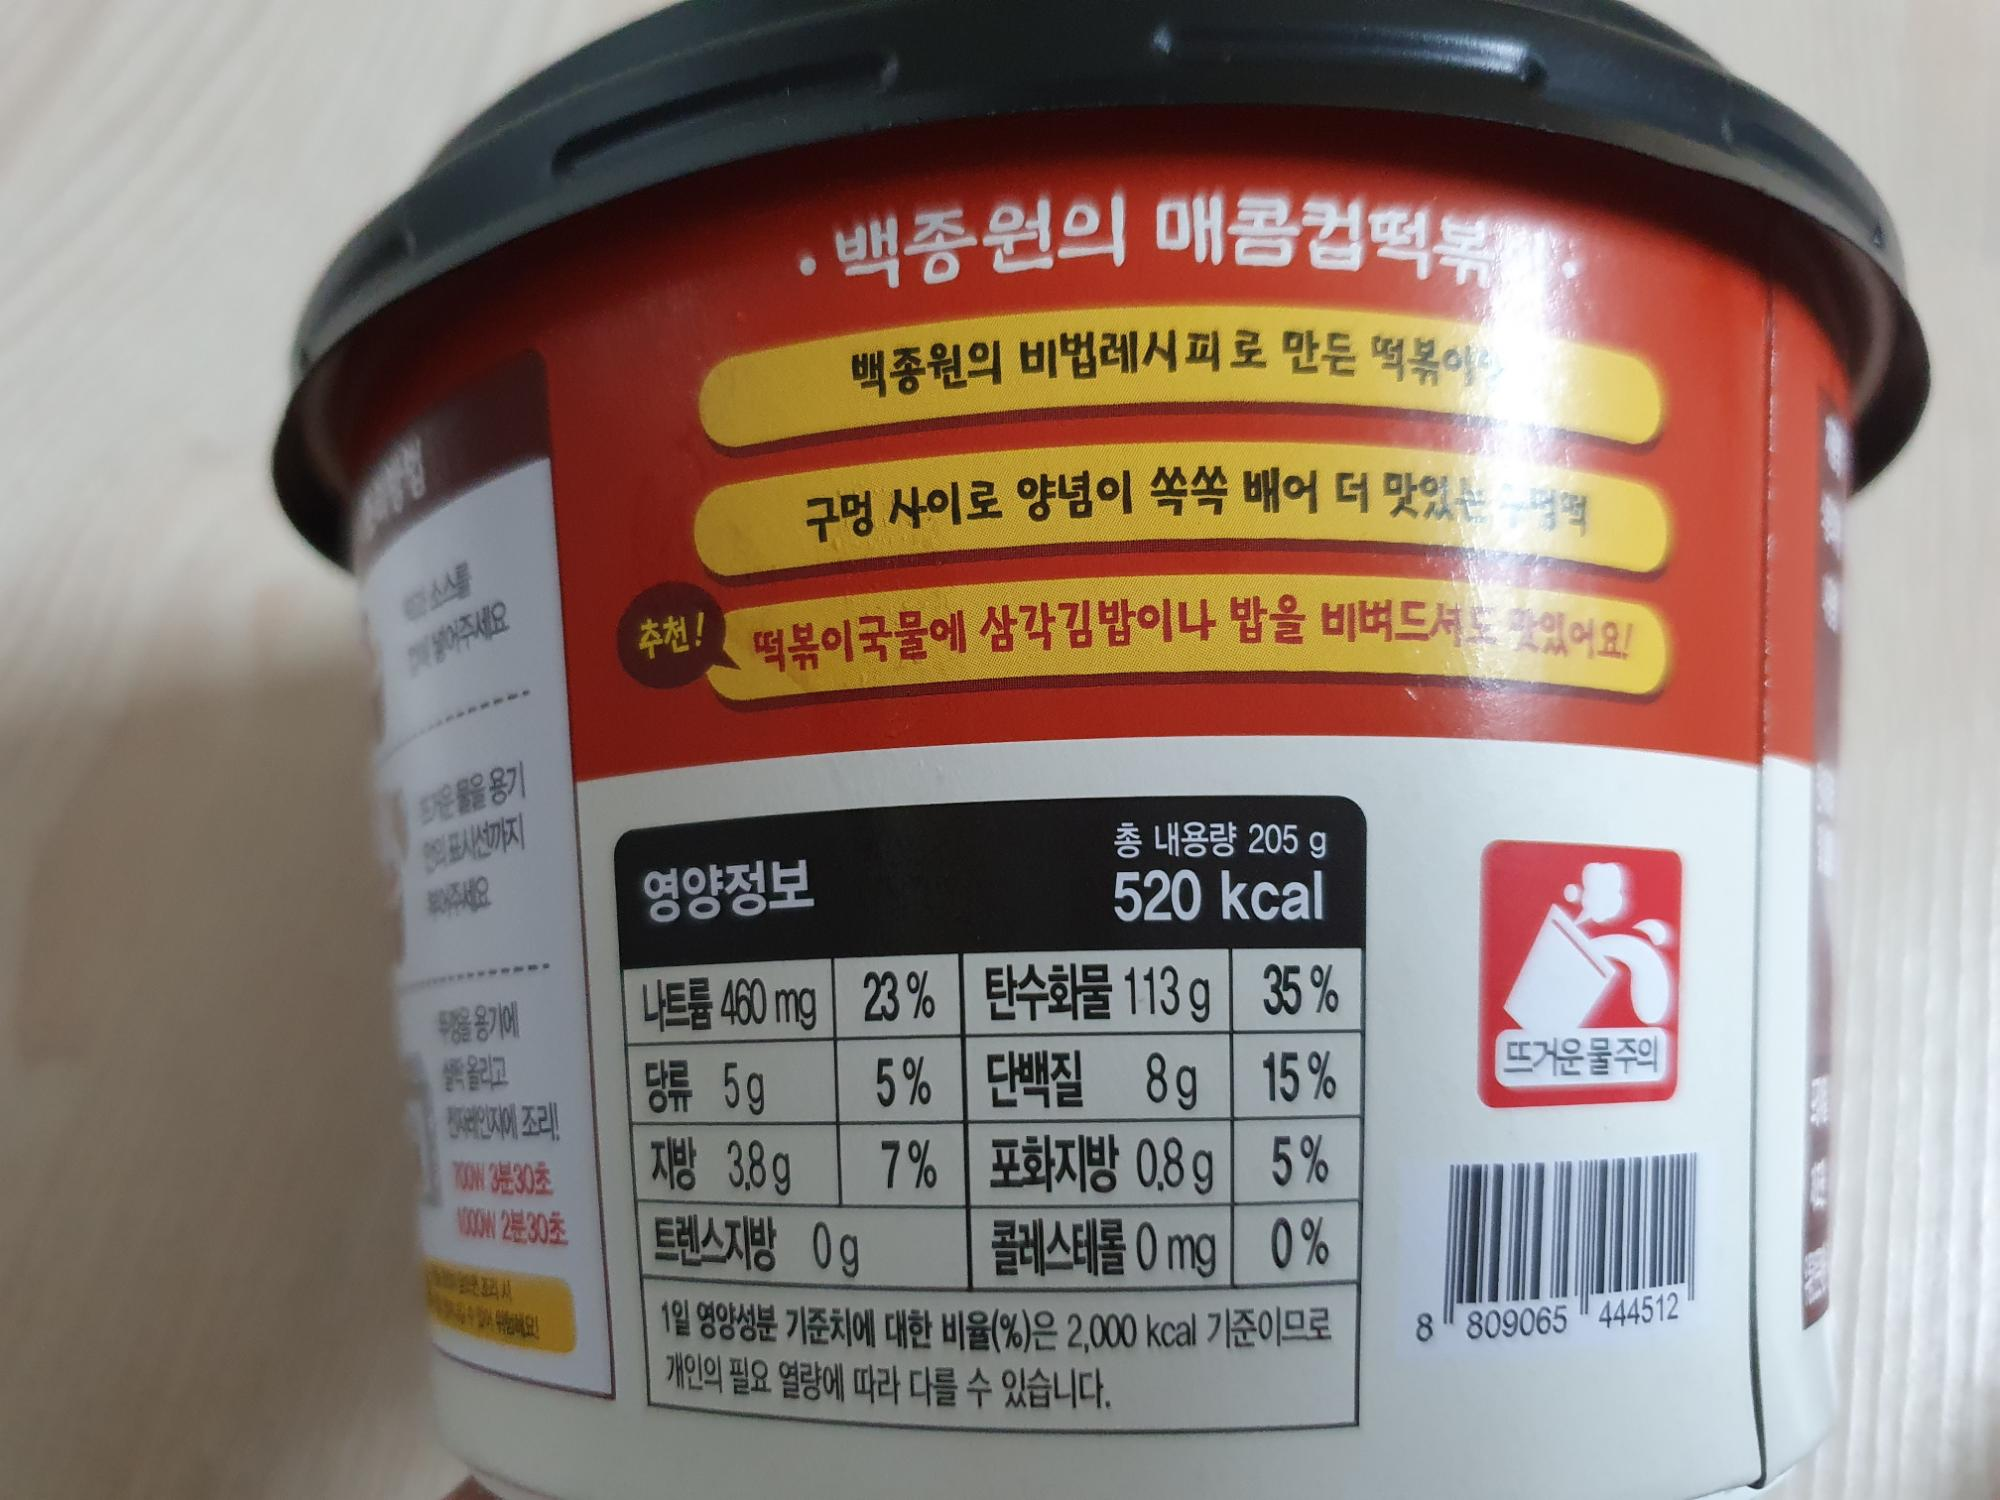 백종원의 매콤컵떡볶
백종원의 비법레시피로 만든
구멍 사이로 양념이 쏙쏙 배어 더 맛있는 구멍떡
추천!
떡볶이국물에 삼각김밥이나 밥을 비벼드셔도 맛있어요!
소스를
넣어주세요
뜨거운 물을 용기
안의 표시선까지
부어주세요
뚜껑을 용기에
살짝 올리고
전자레인지에 조리!
700W 3분30초
1000W 2분30초
영양정보
총 내용량 205 g
520 kcal
나트륨 460 mg 23 % 탄수화물 113 g 35 %
당류 5 g 5 % 단백질 8 g 15 %
지방 3.8 g 7 % 포화지방 0.8 g 5 %
트랜스지방 0 g 콜레스테롤 0 mg 0 %
1일 영양성분 기준치에 대한 비율(%)은 2,000 kcal 기준이므로
개인의 필요 열량에 따라 다를 수 있습니다.
뜨거운 물 주의
8 809065 444512